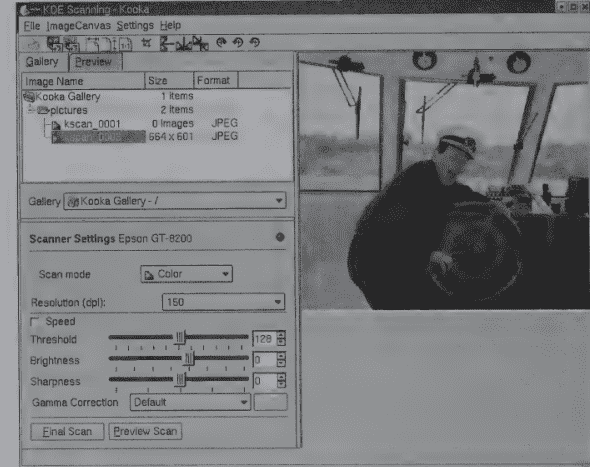 KDE Scanning - Kooka
File ImageCanvas Settings Help
Gallery Preview
Image Name Size Format
Kooka Gallery 1 items
pictures 2 items
kscan_0001 0 images JPEG
664 x 601 JPEG
Gallery Kooka Gallery - /
Scanner Settings Epson GT-8200
Scan mode Color
Resolution (dpi): 150
Speed
Threshold 128
Brightness 0
Sharpness 0
Gamma Correction Default
Final Scan Preview Scan